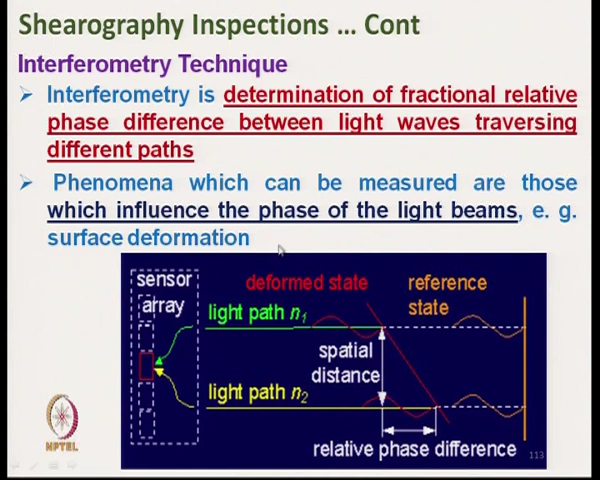 Shearography Inspections … Cont
Interferometry Technique
➢ Interferometry is determination of fractional relative
phase difference between light waves traversing
different paths
➢ Phenomena which can be measured are those
which influence the phase of the light beams, e. g.
surface deformation
sensor
array
deformed state
reference
state
light path n1
spatial
distance
light path n2
relative phase difference
NPTEL
113